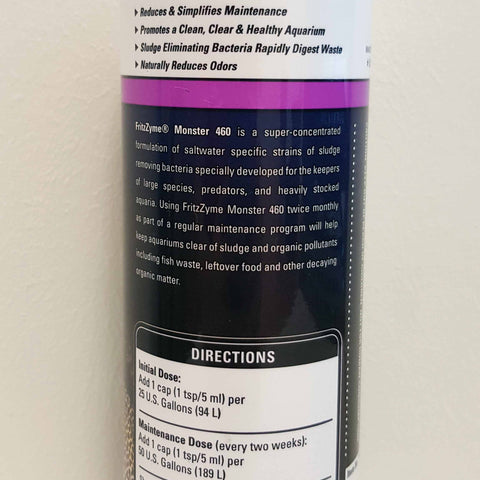 ▸ Reduces & Simplifies Maintenance
▸ Promotes a Clean, Clear & Healthy Aquarium
▸ Sludge Eliminating Bacteria Rapidly Digest Waste
▸ Naturally Reduces Odors
FritzZyme® Monster 460 is a super-concentrated
formulation of saltwater specific strains of sludge
removing bacteria specially developed for the keepers
of large species, predators, and heavily stocked
aquaria. Using FritzZyme Monster 460 twice monthly
as part of a regular maintenance program will help
keep aquariums clear of sludge and organic pollutants
including fish waste, leftover food and other decaying
organic matter.
DIRECTIONS
Initial Dose:
Add 1 cap (1 tsp/5 ml) per
25 U.S. Gallons (94 L)
Maintenance Dose (every two weeks):
Add 1 cap (1 tsp/5 ml) per
50 U.S. Gallons (189 L)